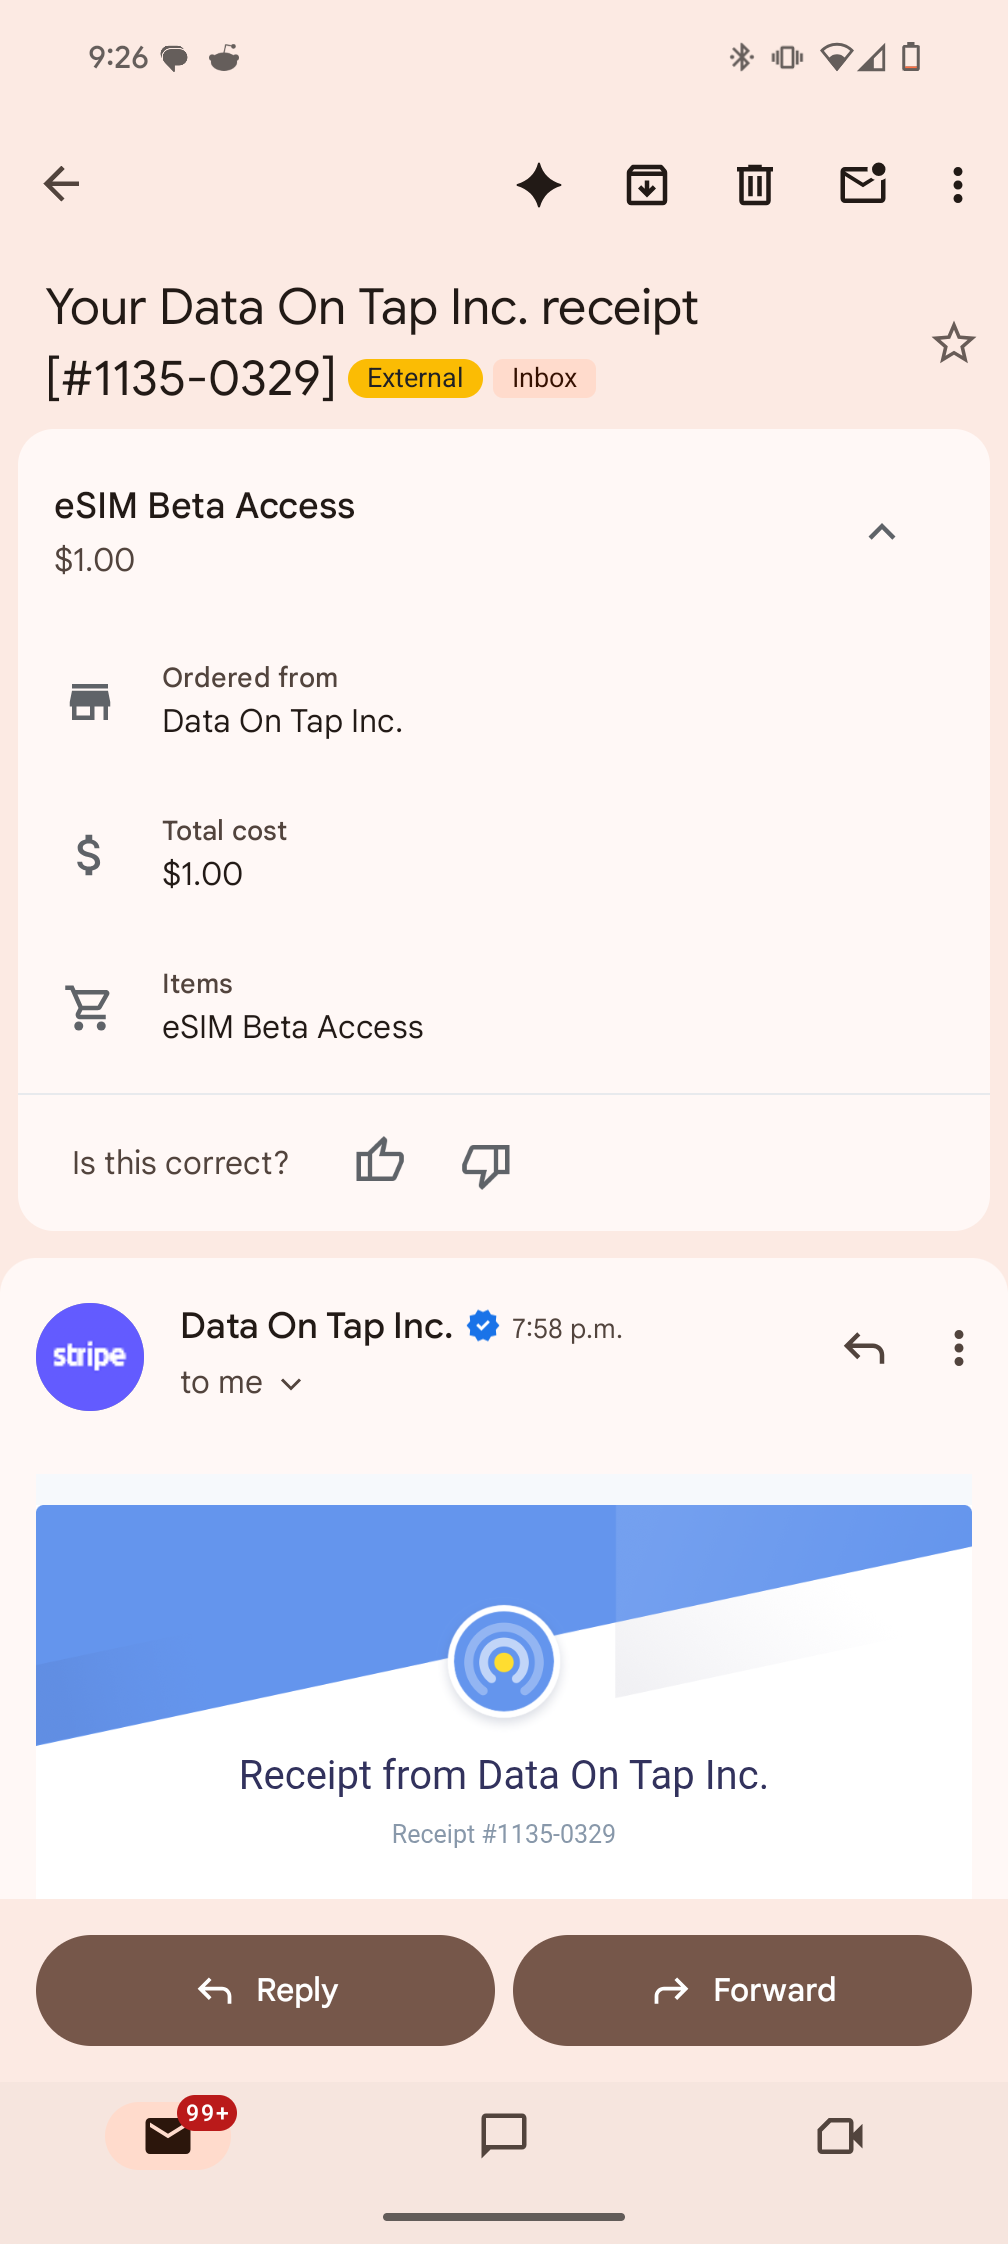 9:26
Your Data On Tap Inc. receipt
[#1135-0329] External Inbox
eSIM Beta Access
$1.00
Ordered from
Data On Tap Inc.
$
Total cost
$1.00
Items
eSIM Beta Access
Is this correct?
stripe
Data On Tap Inc. 7:58 p.m.
to me
Receipt from Data On Tap Inc.
Receipt #1135-0329
Reply
Forward
99+